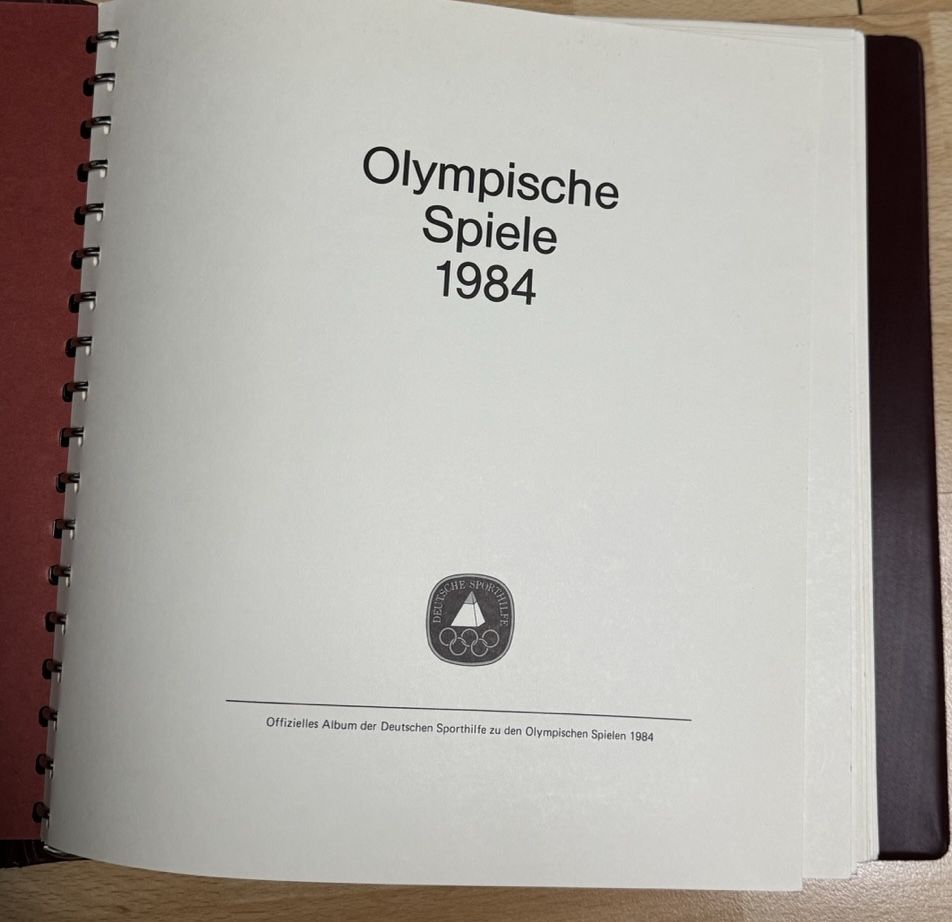 Olympische
Spiele
1984
DEUTSCHE SPORTHILFE
Offizielles Album der Deutschen Sporthilfe zu den Olympischen Spielen 1984